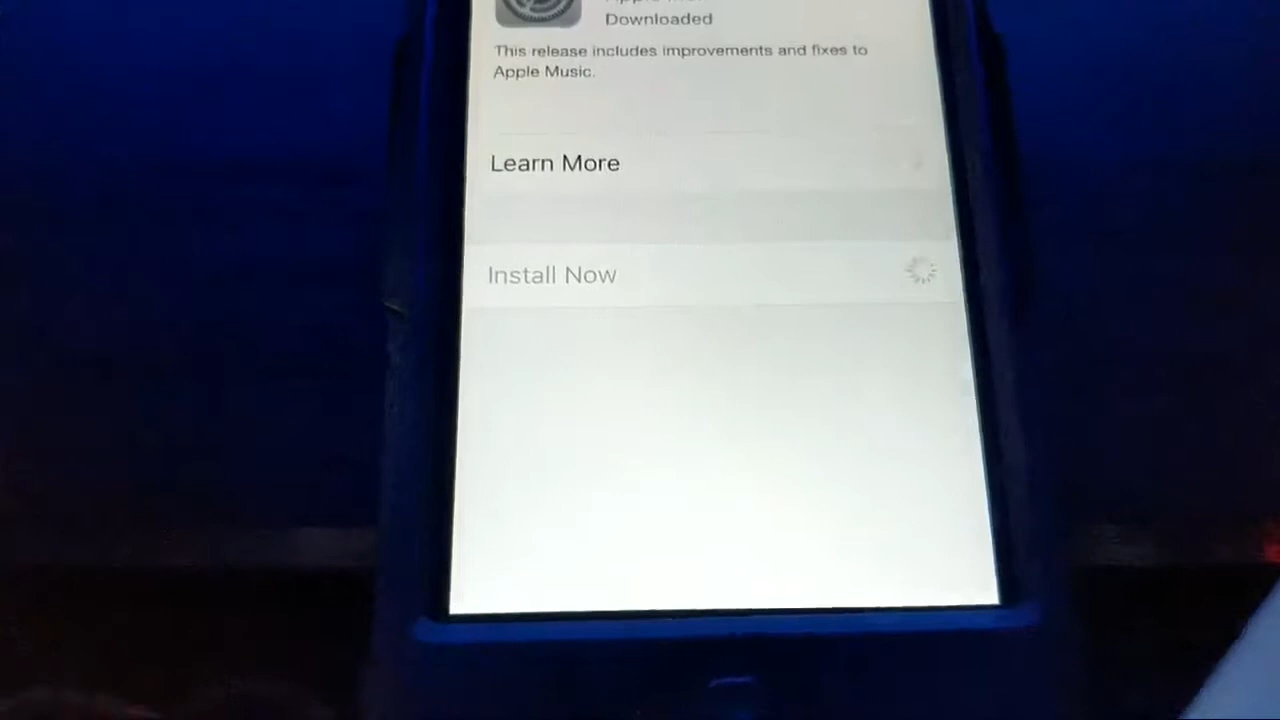 Downloaded
This release includes improvements and fixes to
Apple Music.
Learn More
Install Now